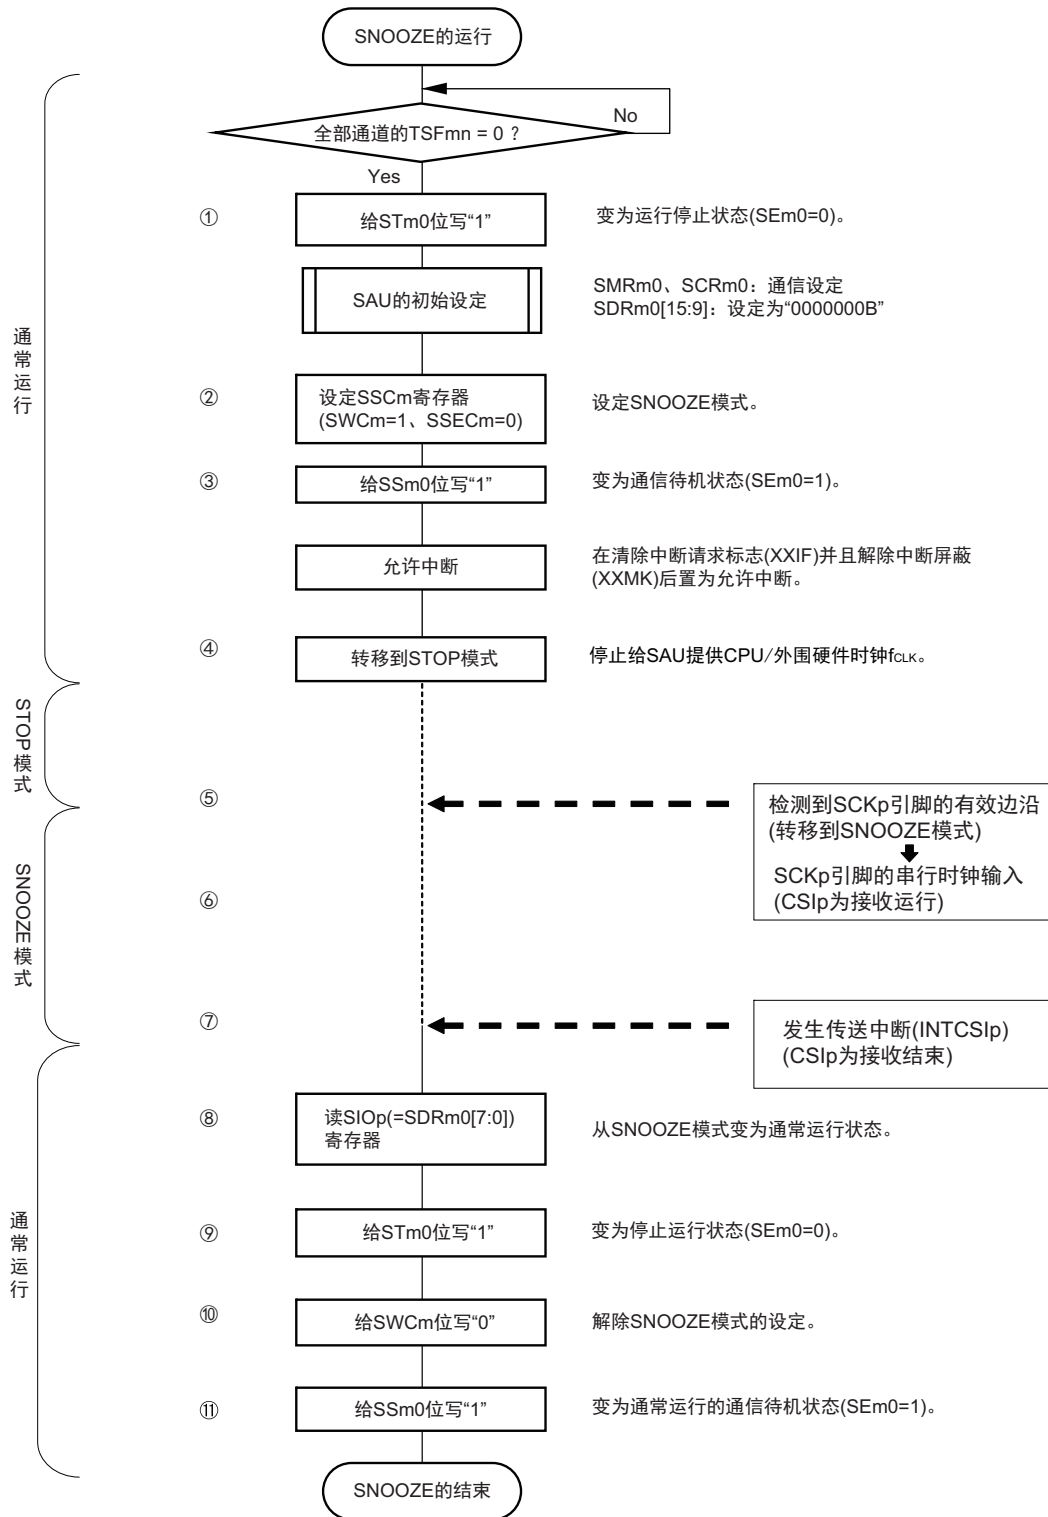 SNOOZE的运行
No
全部通道的TSFmn = 0 ?
Yes
通常运行
①
给STm0位写“1”
变为运行停止状态(SEm0=0)。
SAU的初始设定
SMRm0、SCRm0：通信设定
SDRm0[15:9]：设定为“0000000B”
②
设定SSCm寄存器
(SWCm=1、SSECm=0)
设定SNOOZE模式。
③
给SSm0位写“1”
变为通信待机状态(SEm0=1)。
允许中断
在清除中断请求标志(XXIF)并且解除中断屏蔽
(XXMK)后置为允许中断。
④
转移到STOP模式
停止给SAU提供CPU/外围硬件时钟fCLK。
STOP模式
⑤
检测到SCKp引脚的有效边沿
(转移到SNOOZE模式)
SCKp引脚的串行时钟输入
(CSIp为接收运行)
SNOOZE模式
⑥
⑦
发生传送中断(INTCSIp)
(CSIp为接收结束)
通常运行
⑧
读SIOp(=SDRm0[7:0])
寄存器
从SNOOZE模式变为通常运行状态。
⑨
给STm0位写“1”
变为停止运行状态(SEm0=0)。
⑩
给SWCm位写“0”
解除SNOOZE模式的设定。
⑪
给SSm0位写“1”
变为通常运行的通信待机状态(SEm0=1)。
SNOOZE的结束